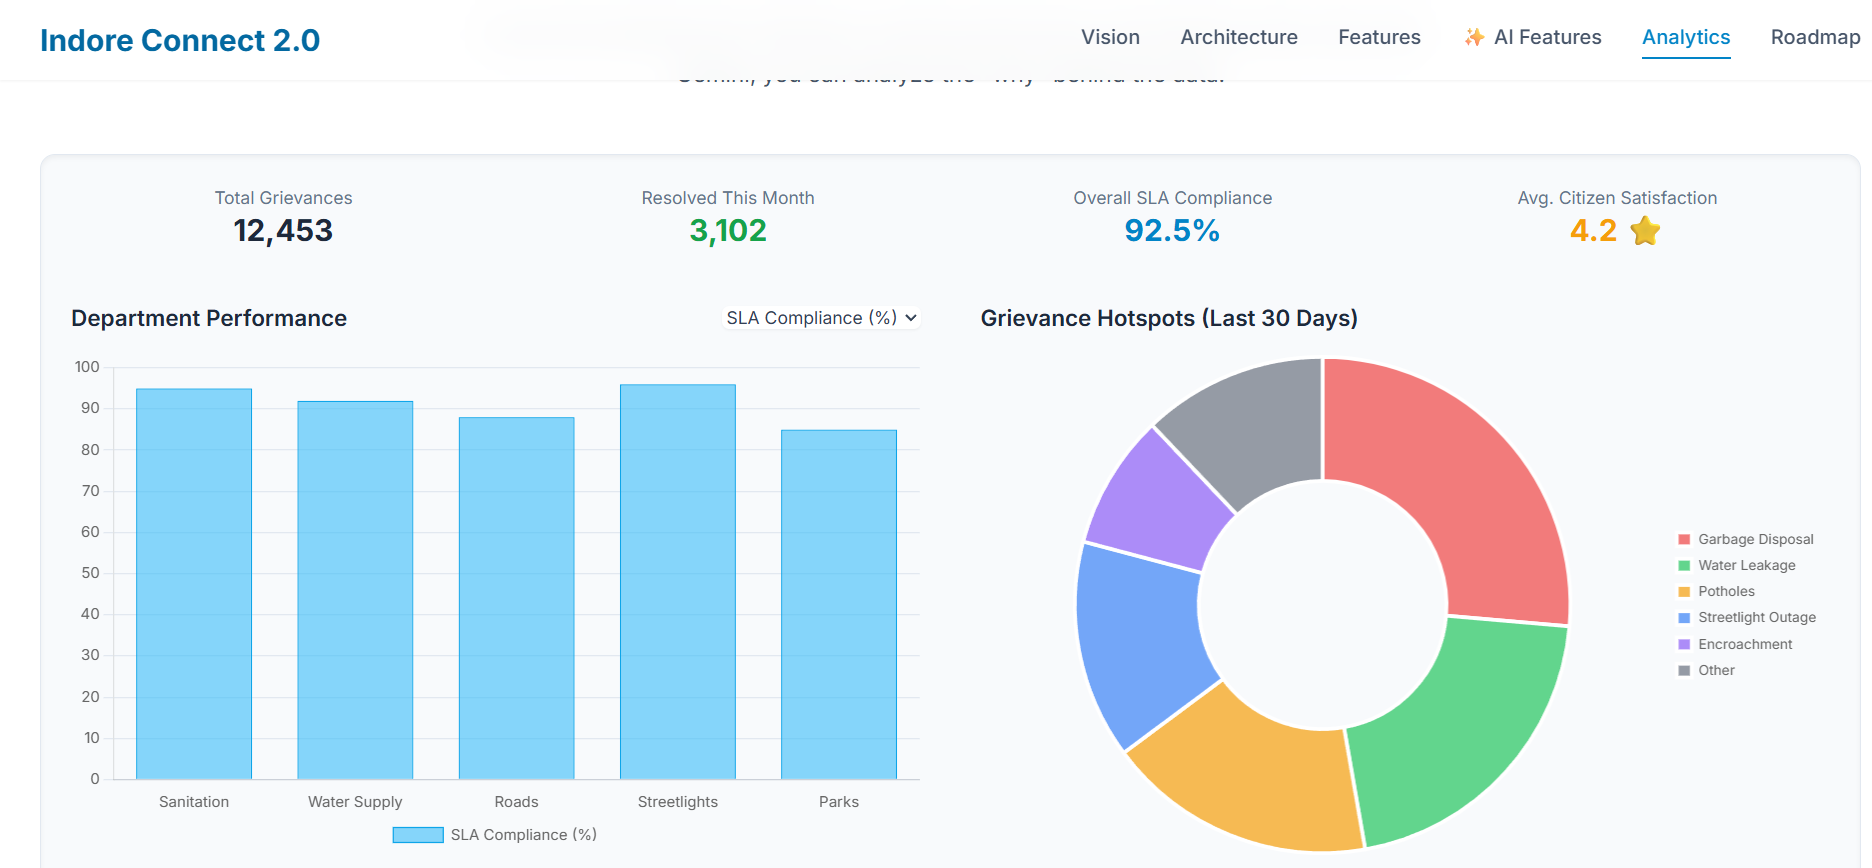 Indore Connect 2.0
Vision
Architecture
Features
✨ AI Features
Analytics
Roadmap
Gemini, you can analyze the "why" behind the data.
Total Grievances
12,453
Resolved This Month
3,102
Overall SLA Compliance
92.5%
Avg. Citizen Satisfaction
4.2 ⭐
Department Performance
SLA Compliance (%)
100
90
80
70
60
50
40
30
20
10
0
Sanitation
Water Supply
Roads
Streetlights
Parks
SLA Compliance (%)
Grievance Hotspots (Last 30 Days)
Garbage Disposal
Water Leakage
Potholes
Streetlight Outage
Encroachment
Other